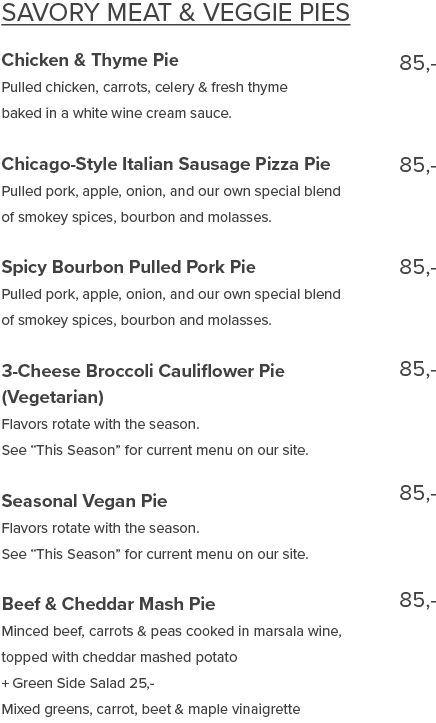 SAVORY MEAT & VEGGIE PIES
Chicken & Thyme Pie 85,-
Pulled chicken, carrots, celery & fresh thyme
baked in a white wine cream sauce.
Chicago-Style Italian Sausage Pizza Pie 85,-
Pulled pork, apple, onion, and our own special blend
of smokey spices, bourbon and molasses.
Spicy Bourbon Pulled Pork Pie 85,-
Pulled pork, apple, onion, and our own special blend
of smokey spices, bourbon and molasses.
3-Cheese Broccoli Cauliflower Pie 85,-
(Vegetarian)
Flavors rotate with the season.
See “This Season” for current menu on our site.
Seasonal Vegan Pie 85,-
Flavors rotate with the season.
See “This Season” for current menu on our site.
Beef & Cheddar Mash Pie 85,-
Minced beef, carrots & peas cooked in marsala wine,
topped with cheddar mashed potato
+ Green Side Salad 25,-
Mixed greens, carrot, beet & maple vinaigrette